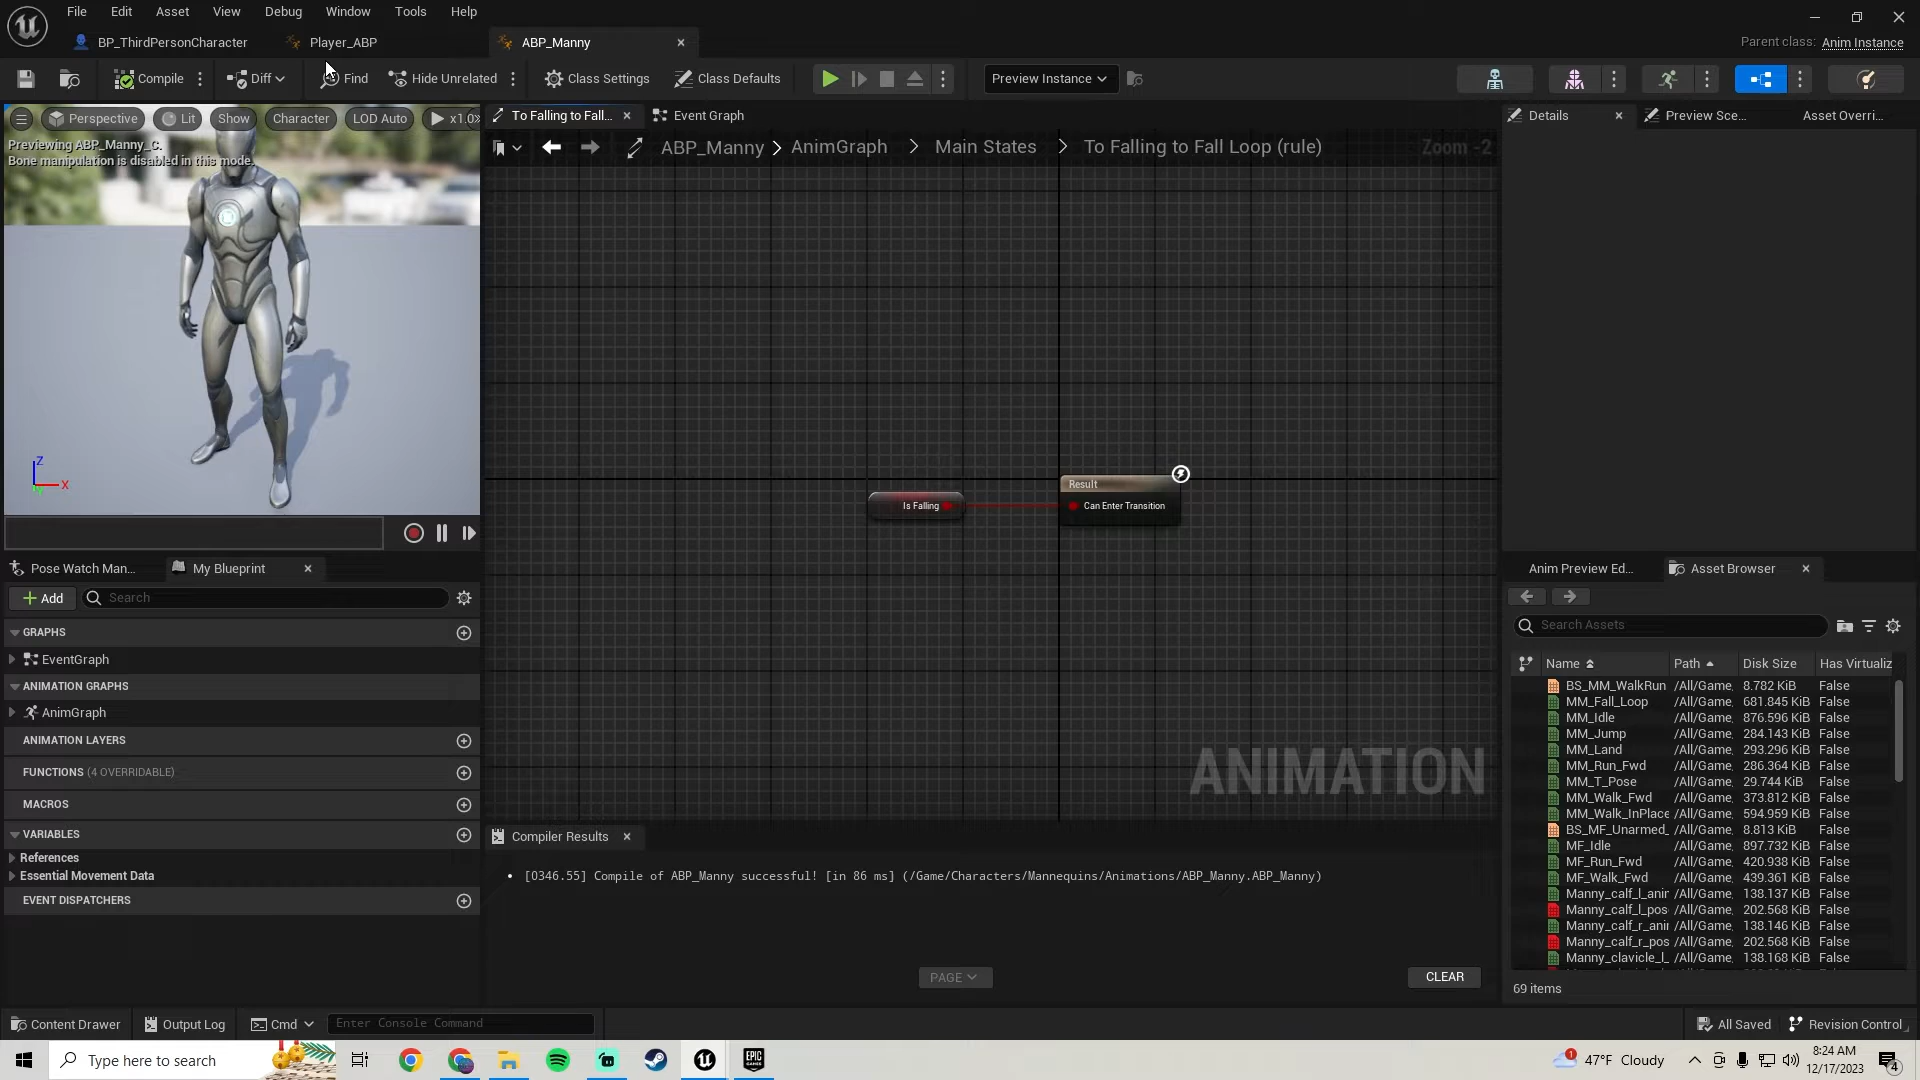 File Edit Asset View Window Debug Window Tools Help
BP_ThirdPersonCharacter Player_ABP ABP_Manny
Parent class: Anim Instance
Compile Diff Find Hide Unrelated Class Settings Class Defaults Preview Instance
Perspective Lit Show Character LOD Auto x1.0
Previewing ABP_Manny_C.
Bone manipulation is disabled in this mode.
To Falling to Fall... Event Graph
ABP_Manny > AnimGraph > Main States > To Falling to Fall Loop (rule)
Zoom -2
Details Preview Sce... Asset Overri...
Z
X
Result
Is Falling
Can Enter Transition
ANIMATION
Pose Watch Man... My Blueprint
Add Search
GRAPHS
EventGraph
ANIMATION GRAPHS
AnimGraph
ANIMATION LAYERS
FUNCTIONS (4 OVERRIDABLE)
MACROS
VARIABLES
References
Essential Movement Data
EVENT DISPATCHERS
Compiler Results
[0346.55] Compile of ABP_Manny successful! [in 86 ms] (/Game/Characters/Mannequins/Animations/ABP_Manny.ABP_Manny)
PAGE
CLEAR
Anim Preview Ed... Asset Browser
Search Assets
Name Path Disk Size Has Virtualiz
BS_MM_WalkRun /All/Game, 8.782 KiB False
MM_Fall_Loop /All/Game, 681.845 KiB False
MM_Idle /All/Game, 876.596 KiB False
MM_Jump /All/Game, 284.143 KiB False
MM_Land /All/Game, 293.296 KiB False
MM_Run_Fwd /All/Game, 286.364 KiB False
MM_T_Pose /All/Game, 29.744 KiB False
MM_Walk_Fwd /All/Game, 373.812 KiB False
MM_Walk_InPlace /All/Game, 594.959 KiB False
BS_MF_Unarmed_ /All/Game, 8.813 KiB False
MF_Idle /All/Game, 897.732 KiB False
MF_Run_Fwd /All/Game, 420.938 KiB False
MF_Walk_Fwd /All/Game, 439.361 KiB False
Manny_calf_l_anir /All/Game, 138.137 KiB False
Manny_calf_l_pos /All/Game, 202.568 KiB False
Manny_calf_r_anir /All/Game, 138.146 KiB False
Manny_calf_r_pos /All/Game, 202.568 KiB False
Manny_clavicle_l_ /All/Game, 138.168 KiB False
69 items
Content Drawer Output Log Cmd Enter Console Command
All Saved Revision Control
Type here to search
EPIC GAMES
1 47°F Cloudy
8:24 AM
12/17/2023
4